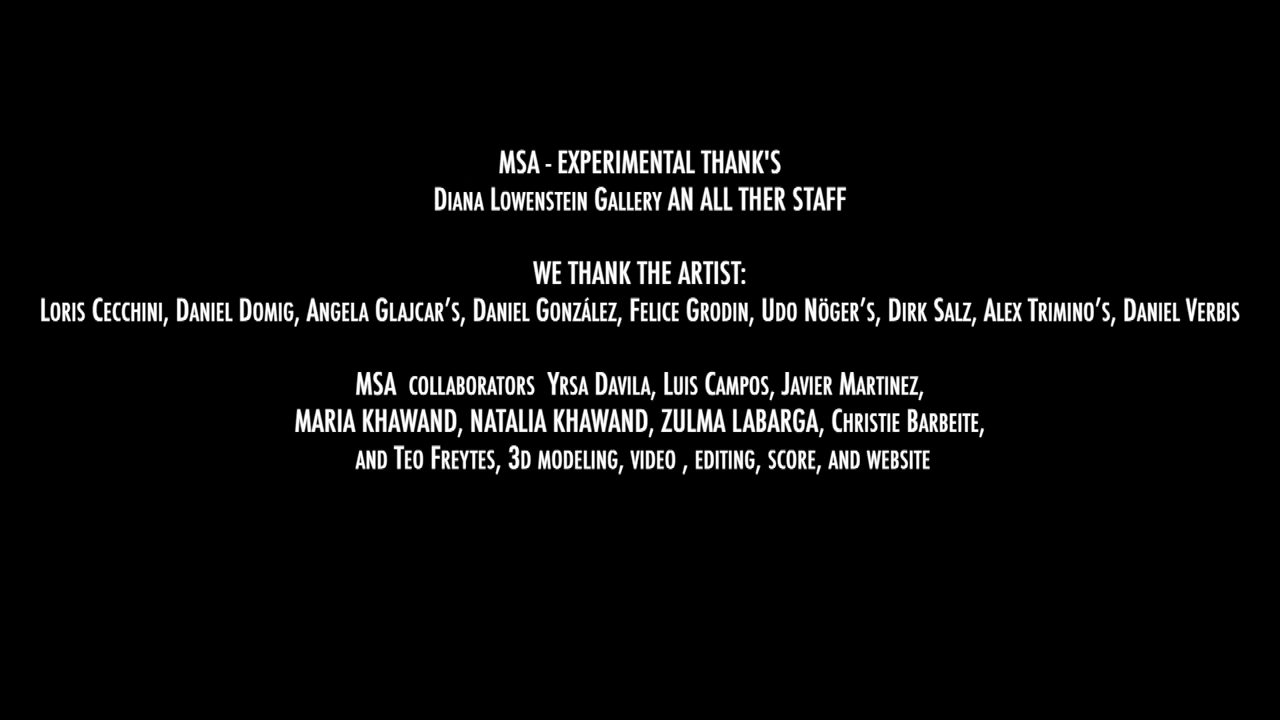 MSA - EXPERIMENTAL THANK'S
Diana Lowenstein Gallery AN ALL THER STAFF
WE THANK THE ARTIST:
Loris Cecchini, Daniel Domig, Angela Glajcar’s, Daniel González, Felice Grodin, Udo Nöger’s, Dirk Salz, Alex Trimino’s, Daniel Verbis
MSA collaborators Yrsa Davila, Luis Campos, Javier Martinez,
MARIA KHAWAND, NATALIA KHAWAND, ZULMA LABARGA, Christie Barbeite,
and Teo Freytes, 3d modeling, video , editing, score, and website